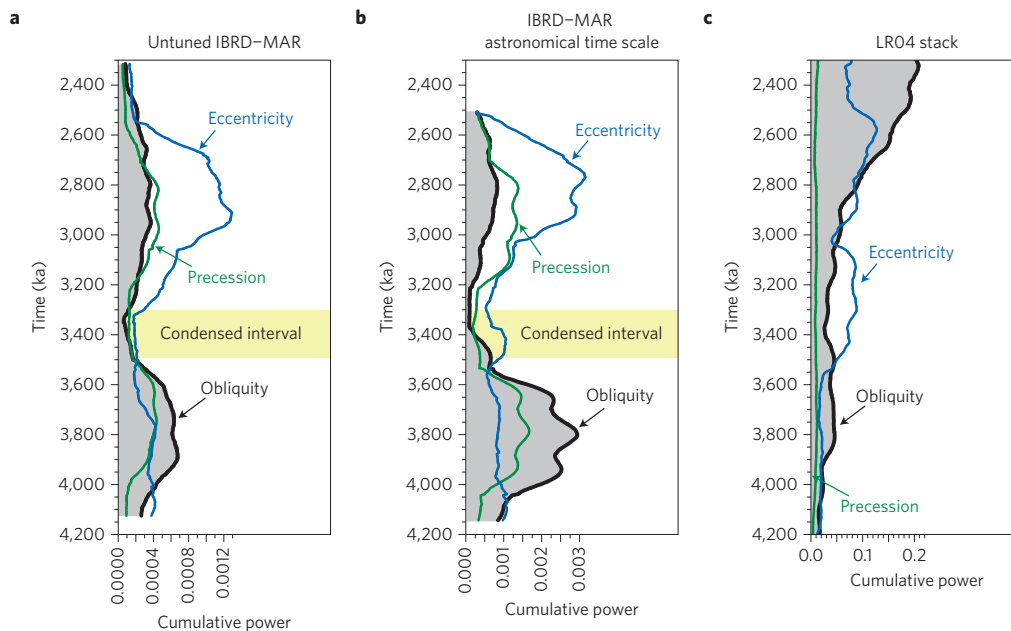 a
Untuned IBRD–MAR
2,400
2,600
2,800
3,000
3,200
3,400
3,600
3,800
4,000
4,200
Time (ka)
Eccentricity
Precession
Condensed interval
Obliquity
0.0000
0.0004
0.0008
0.0012
Cumulative power
b
IBRD–MAR
astronomical time scale
2,400
2,600
2,800
3,000
3,200
3,400
3,600
3,800
4,000
4,200
Time (ka)
Eccentricity
Precession
Condensed interval
Obliquity
0.000
0.001
0.002
0.003
Cumulative power
c
LR04 stack
2,400
2,600
2,800
3,000
3,200
3,400
3,600
3,800
4,000
4,200
Time (ka)
Eccentricity
Obliquity
Precession
0.0
0.1
0.2
Cumulative power